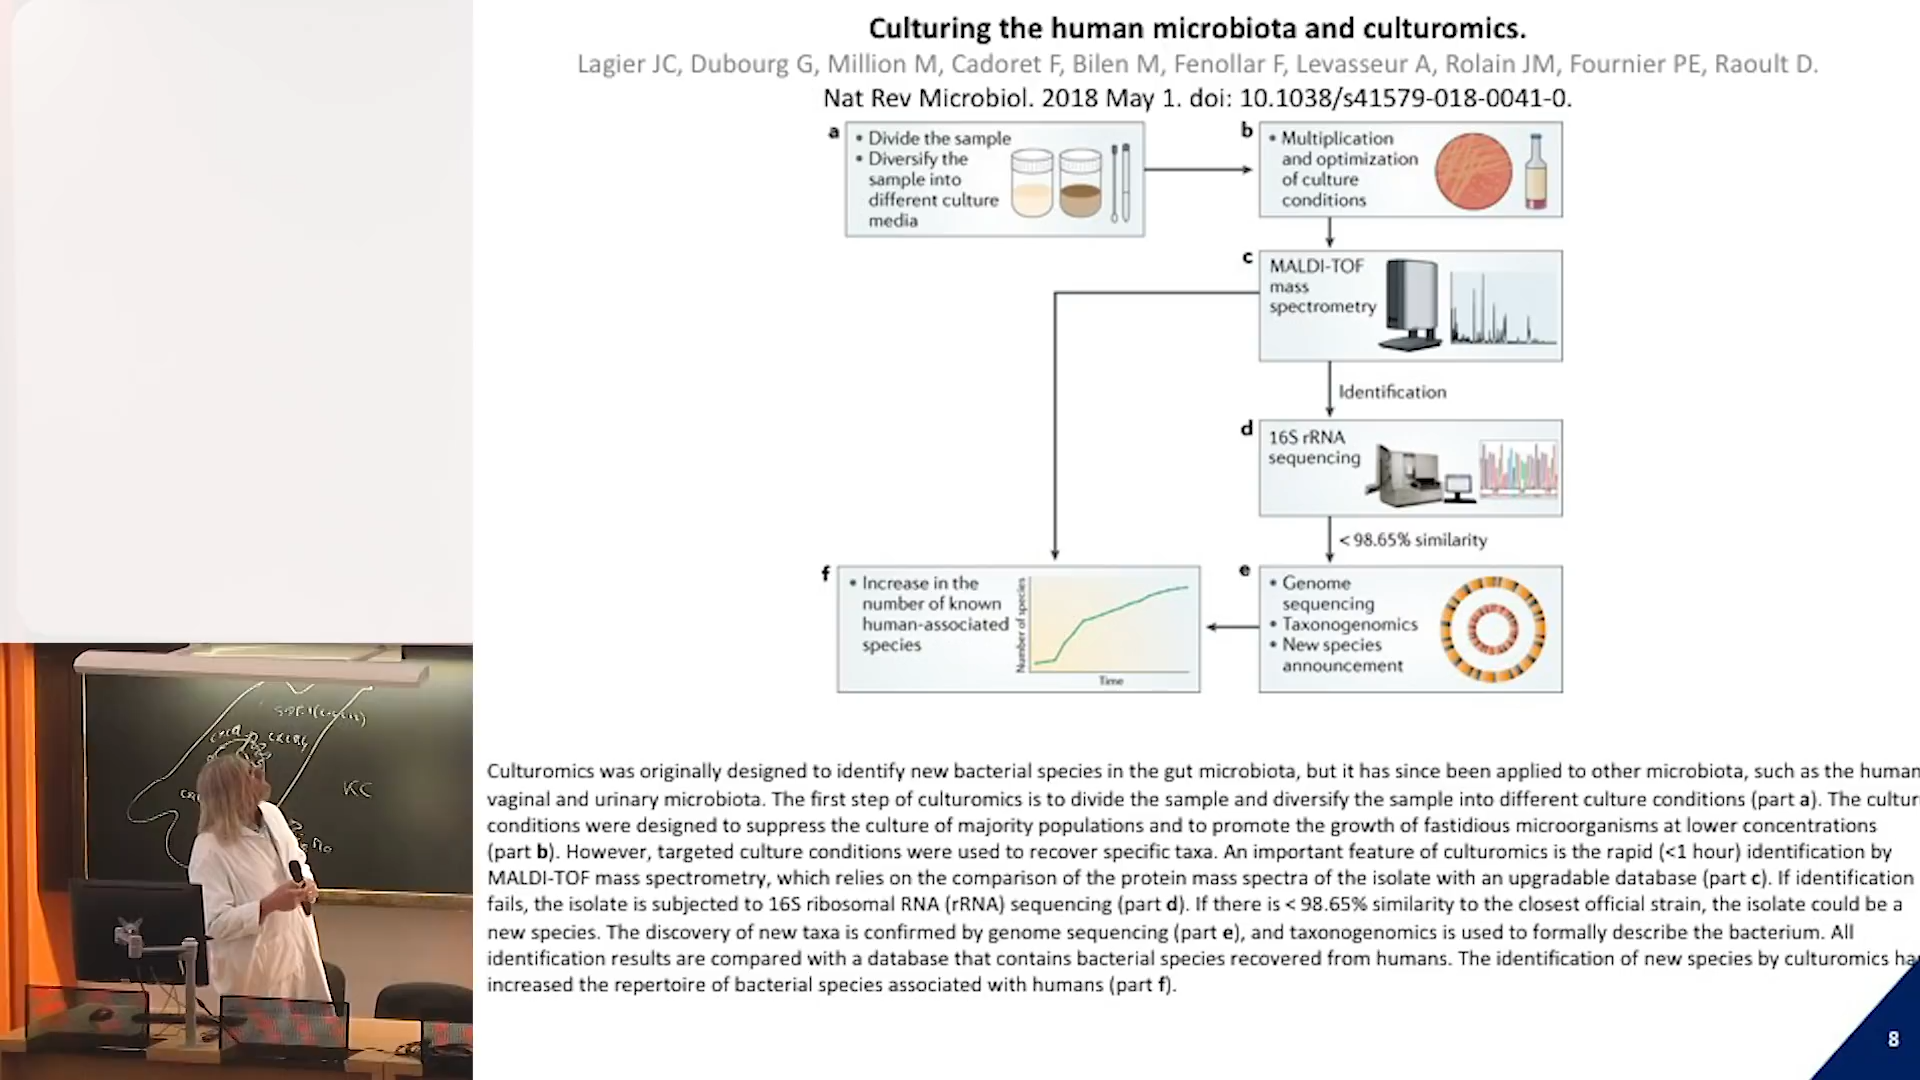 Culturing the human microbiota and culturomics.
Lagier JC, Dubourg G, Million M, Cadoret F, Bilen M, Fenollar F, Levasseur A, Rolain JM, Fournier PE, Raoult D.
Nat Rev Microbiol. 2018 May 1. doi: 10.1038/s41579-018-0041-0.
a
• Divide the sample
• Diversify the
sample into
different culture
media
b
• Multiplication
and optimization
of culture
conditions
c
MALDI-TOF
mass
spectrometry
Identification
d
16S rRNA
sequencing
< 98.65% similarity
f
• Increase in the
number of known
human-associated
species
Number of species
Time
e
• Genome
sequencing
• Taxonogenomics
• New species
announcement
Culturomics was originally designed to identify new bacterial species in the gut microbiota, but it has since been applied to other microbiota, such as the human
vaginal and urinary microbiota. The first step of culturomics is to divide the sample and diversify the sample into different culture conditions (part a). The cultur
conditions were designed to suppress the culture of majority populations and to promote the growth of fastidious microorganisms at lower concentrations
(part b). However, targeted culture conditions were used to recover specific taxa. An important feature of culturomics is the rapid (<1 hour) identification by
MALDI-TOF mass spectrometry, which relies on the comparison of the protein mass spectra of the isolate with an upgradable database (part c). If identification
fails, the isolate is subjected to 16S ribosomal RNA (rRNA) sequencing (part d). If there is < 98.65% similarity to the closest official strain, the isolate could be a
new species. The discovery of new taxa is confirmed by genome sequencing (part e), and taxonogenomics is used to formally describe the bacterium. All
identification results are compared with a database that contains bacterial species recovered from humans. The identification of new species by culturomics ha
increased the repertoire of bacterial species associated with humans (part f).
KC
8